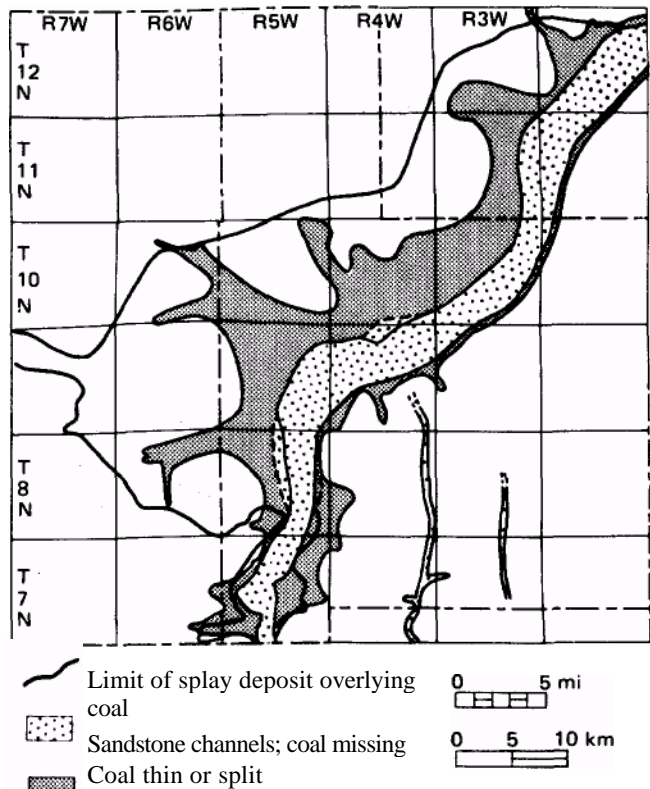 R7W R6W R5W R4W R3W
T
12
N
T
11
N
T
10
N
T
8
N
T
7
N
Limit of splay deposit overlying
coal
Sandstone channels; coal missing
Coal thin or split
0 5 mi
0 5 10 km